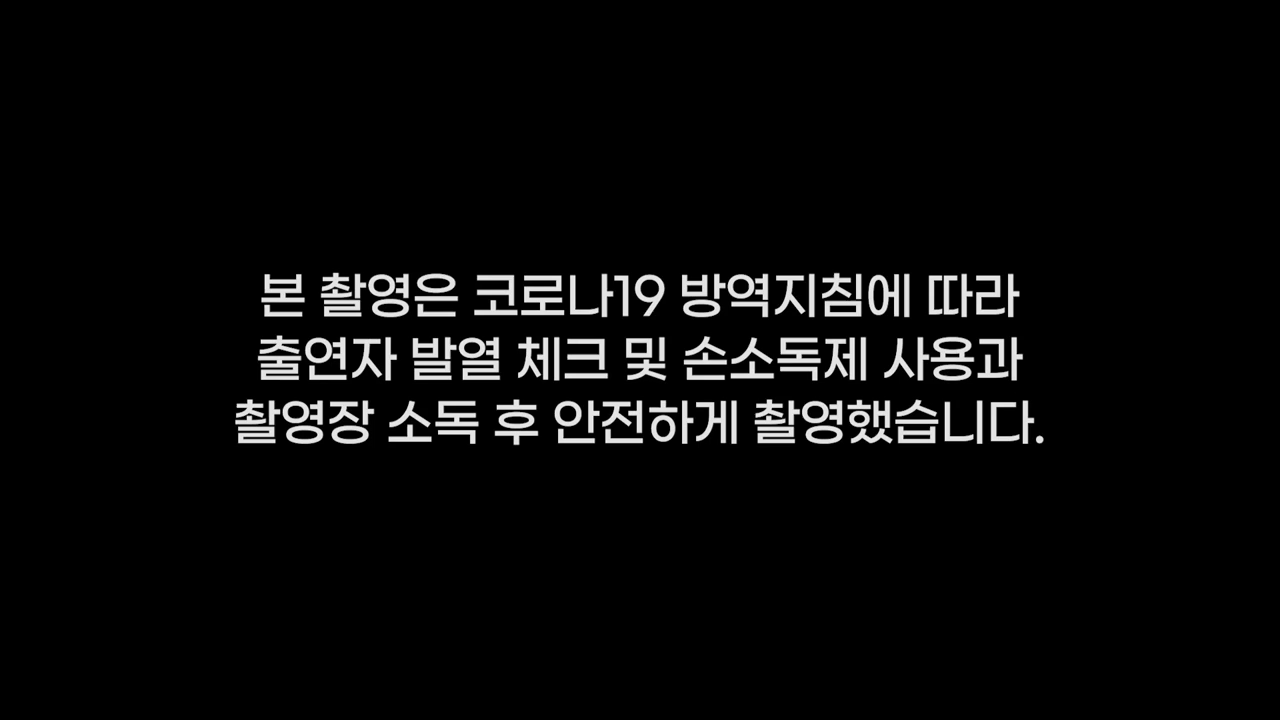 본 촬영은 코로나19 방역지침에 따라
출연자 발열 체크 및 손소독제 사용과
촬영장 소독 후 안전하게 촬영했습니다.